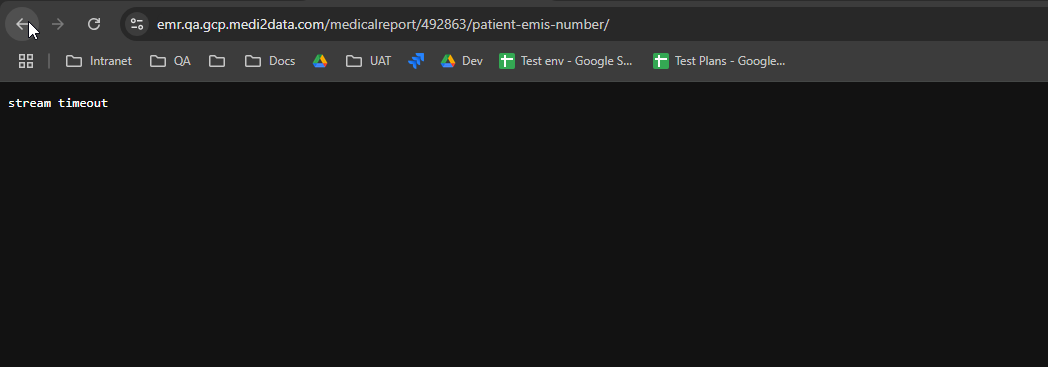 emr.qa.gcp.medi2data.com/medicalreport/492863/patient-emis-number/
Intranet QA Docs UAT Dev Test env - Google S... Test Plans - Google...
stream timeout